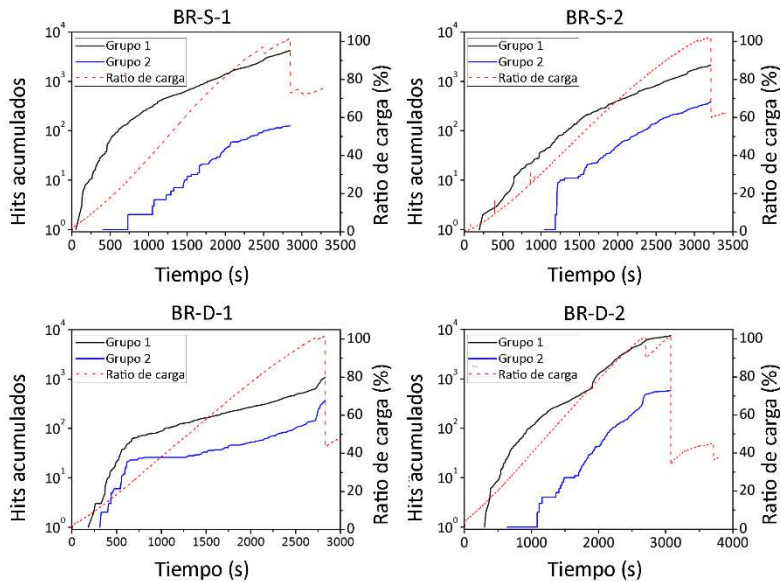 BR-S-1
10⁴
10³
10²
10¹
10⁰
Hits acumulados
Grupo 1
Grupo 2
Ratio de carga
100
80
60
40
20
0
Ratio de carga (%)
0 500 1000 1500 2000 2500 3000 3500
Tiempo (s)
BR-S-2
10⁴
10³
10²
10¹
10⁰
Hits acumulados
Grupo 1
Grupo 2
Ratio de carga
100
80
60
40
20
0
Ratio de carga (%)
0 500 1000 1500 2000 2500 3000 3500
Tiempo (s)
BR-D-1
10⁴
10³
10²
10¹
10⁰
Hits acumulados
Grupo 1
Grupo 2
Ratio de carga
100
80
60
40
20
0
Ratio de carga (%)
0 500 1000 1500 2000 2500 3000
Tiempo (s)
BR-D-2
10⁴
10³
10²
10¹
10⁰
Hits acumulados
Grupo 1
Grupo 2
Ratio de carga
100
80
60
40
20
0
Ratio de carga (%)
0 1000 2000 3000 4000
Tiempo (s)